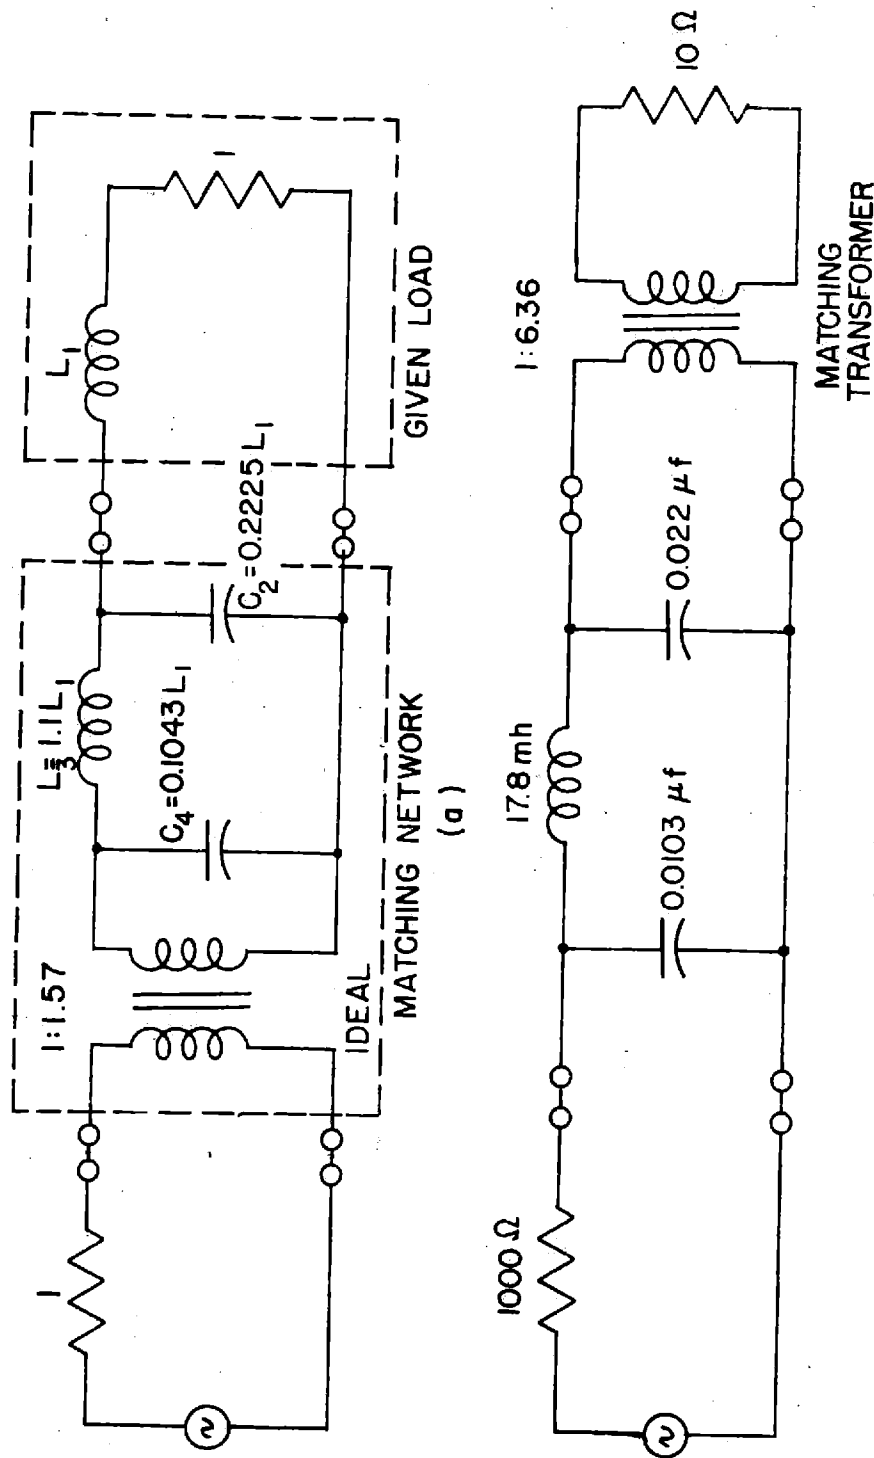 1
1:1.57
IDEAL
C₄=0.1043 L₁
L₃=1.1 L₁
C₂=0.2225 L₁
MATCHING NETWORK
L₁
1
GIVEN LOAD
(a)
1000 Ω
0.0103 μf
17.8 mh
0.022 μf
1:6.36
10 Ω
MATCHING
TRANSFORMER